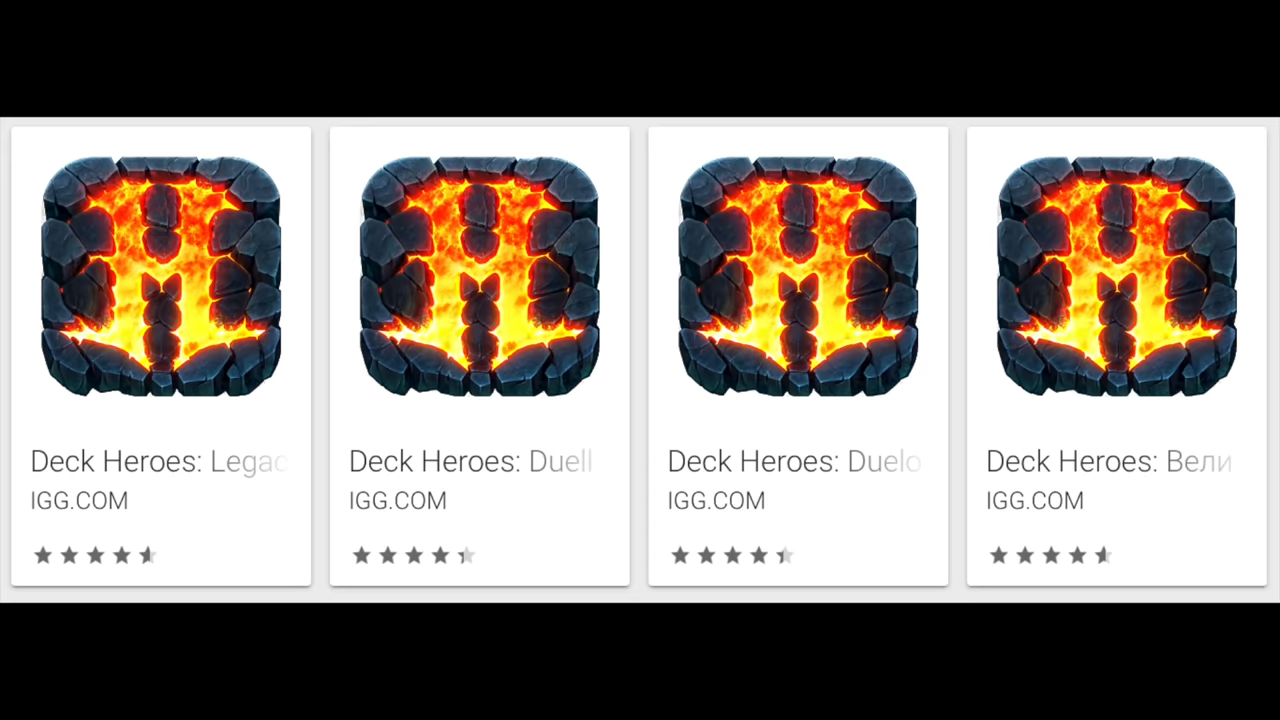 Deck Heroes: Legac
IGG.COM
Deck Heroes: Duell
IGG.COM
Deck Heroes: Duelo
IGG.COM
Deck Heroes: Вели
IGG.COM